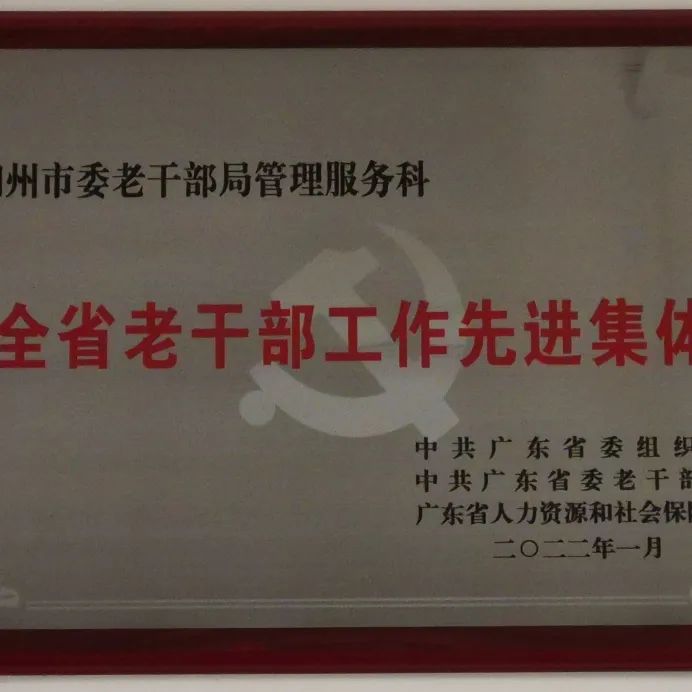 州市委老干部局管理服务科
全省老干部工作先进集体
中共广东省委组织
中共广东省委老干部
广东省人力资源和社会保障
二〇二二年一月